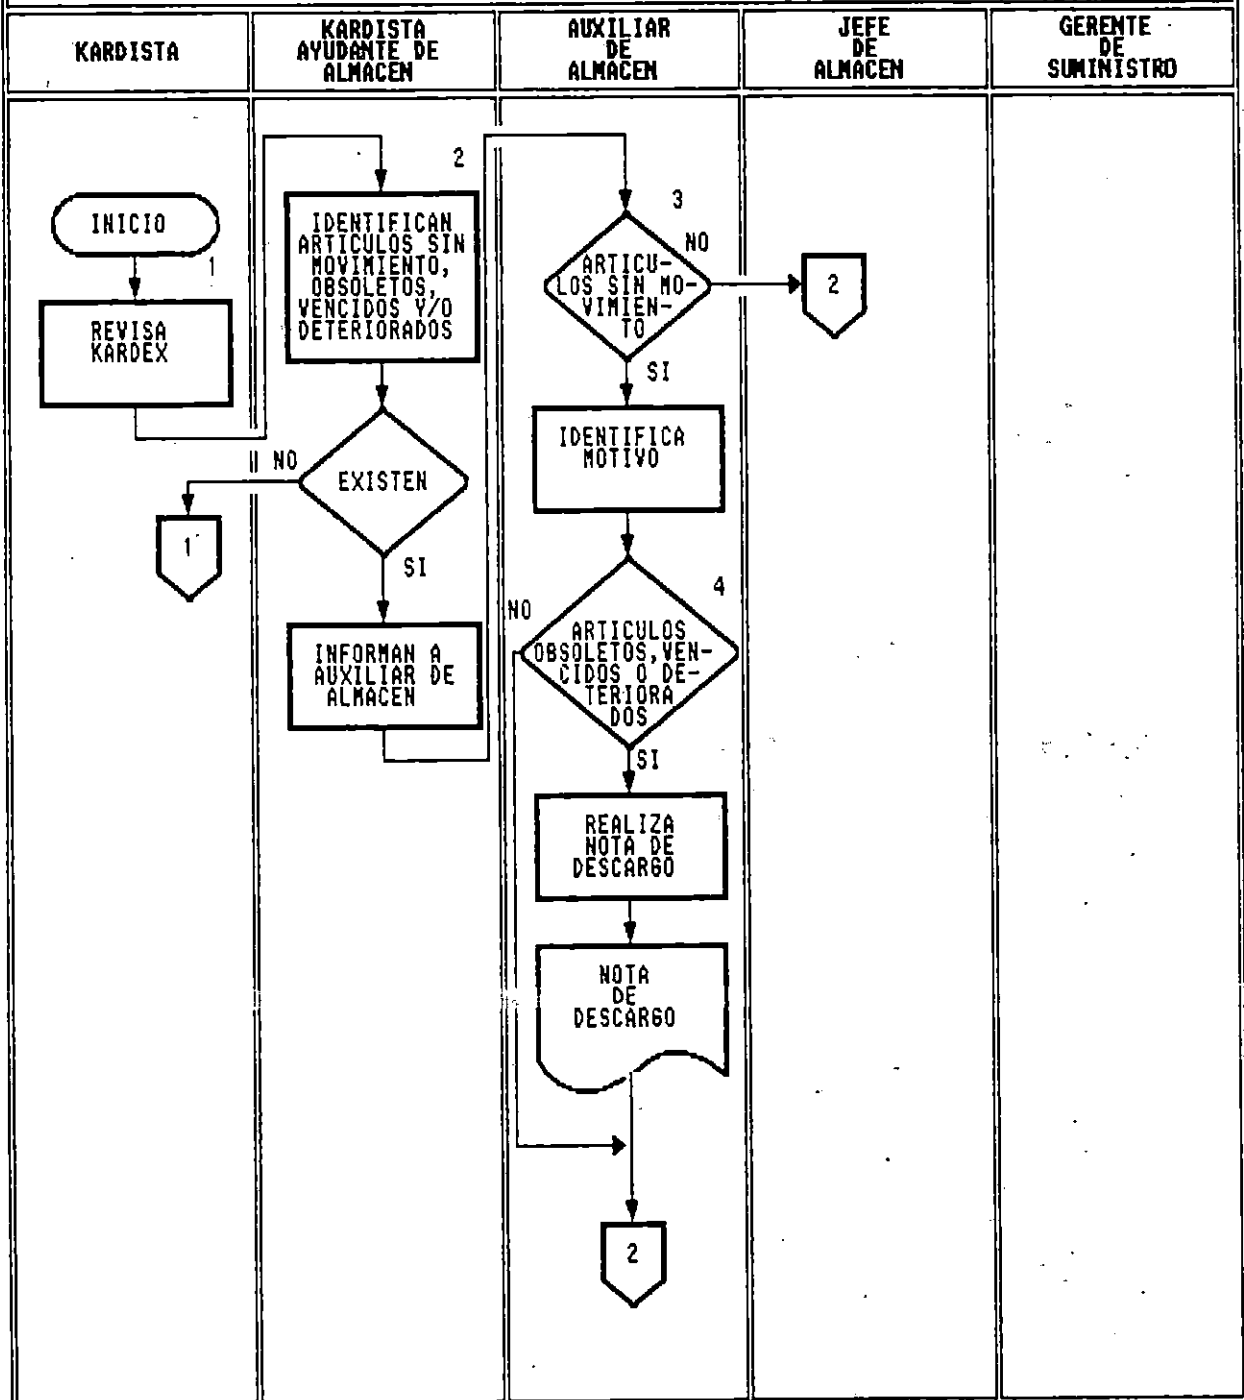 KARDISTA
KARDISTA
AYUDANTE DE
ALMACEN
AUXILIAR
DE
ALMACEN
JEFE
DE
ALMACEN
GERENTE
DE
SUMINISTRO
INICIO
1
REVISA
KARDEX
2
IDENTIFICAN
ARTICULOS SIN
MOVIMIENTO,
OBSOLETOS,
VENCIDOS Y/O
DETERIORADOS
EXISTEN
NO
1
SI
INFORMAN A
AUXILIAR DE
ALMACEN
3
ARTICU-
LOS SIN MO-
VIMIEN-
TO
NO
2
SI
IDENTIFICA
MOTIVO
4
ARTICULOS
OBSOLETOS, VEN-
CIDOS O DE-
TERIORA
DOS
NO
SI
REALIZA
NOTA DE
DESCARGO
NOTA
DE
DESCARGO
2